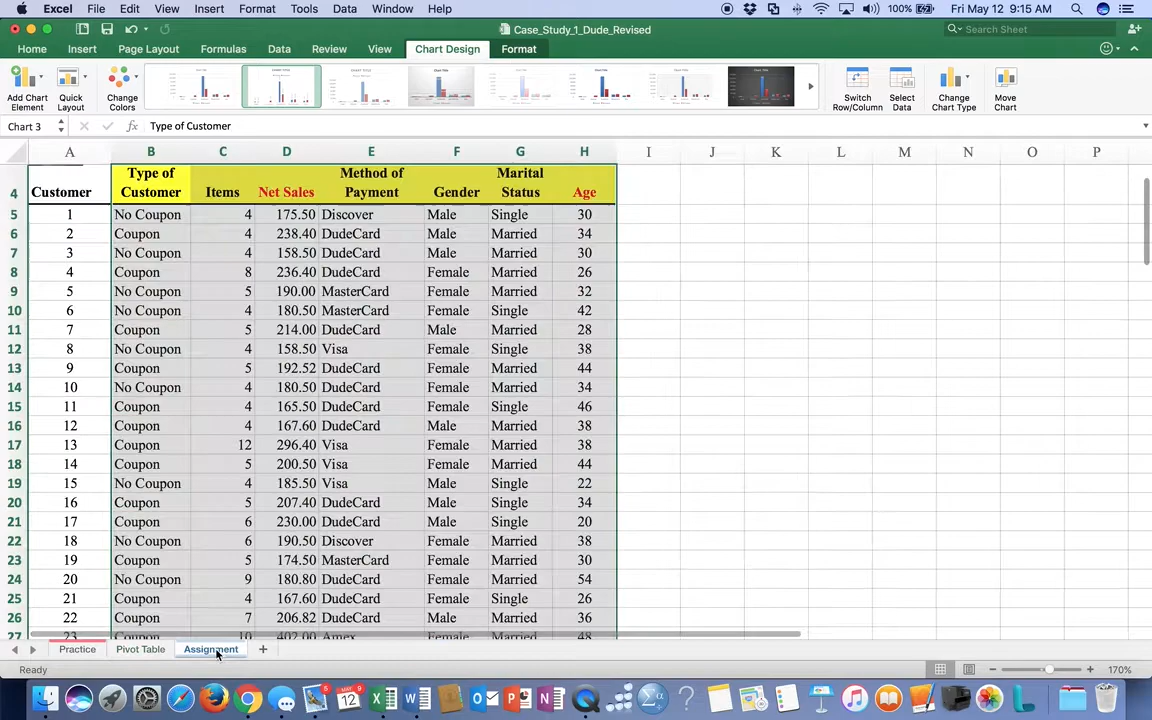 Excel File Edit View Insert Format Tools Data Window Help 100% Fri May 12 9:15 AM
Case_Study_1_Dude_Revised Search Sheet
Home Insert Page Layout Formulas Data Review View Chart Design Format
Add Chart Element Quick Layout Change Colors Switch Row/Column Select Data Change Chart Type Move Chart
Chart 3 fx Type of Customer
A B C D E F G H I J K L M N O P
4 Customer Type of Customer Items Net Sales Method of Payment Gender Marital Status Age
5 1 No Coupon 4 175.50 Discover Male Single 30
6 2 Coupon 4 238.40 DudeCard Male Married 34
7 3 No Coupon 4 158.50 DudeCard Male Married 30
8 4 Coupon 8 236.40 DudeCard Female Married 26
9 5 No Coupon 5 190.00 MasterCard Female Married 32
10 6 No Coupon 4 180.50 MasterCard Female Single 42
11 7 Coupon 5 214.00 DudeCard Male Married 28
12 8 No Coupon 4 158.50 Visa Female Single 38
13 9 Coupon 5 192.52 DudeCard Female Married 44
14 10 No Coupon 4 180.50 DudeCard Female Married 34
15 11 Coupon 4 165.50 DudeCard Female Single 46
16 12 Coupon 4 167.60 DudeCard Male Married 38
17 13 Coupon 12 296.40 Visa Female Married 38
18 14 Coupon 5 200.50 Visa Female Married 44
19 15 No Coupon 4 185.50 Visa Male Single 22
20 16 Coupon 5 207.40 DudeCard Male Single 34
21 17 Coupon 6 230.00 DudeCard Male Single 20
22 18 No Coupon 6 190.50 Discover Female Married 38
23 19 Coupon 5 174.50 MasterCard Female Married 30
24 20 No Coupon 9 180.80 DudeCard Female Married 54
25 21 Coupon 4 167.60 DudeCard Female Single 26
26 22 Coupon 7 206.82 DudeCard Male Married 36
27 23 Coupon 10 402.00 Amex Female Married 48
Practice Pivot Table Assignment +
Ready 170%